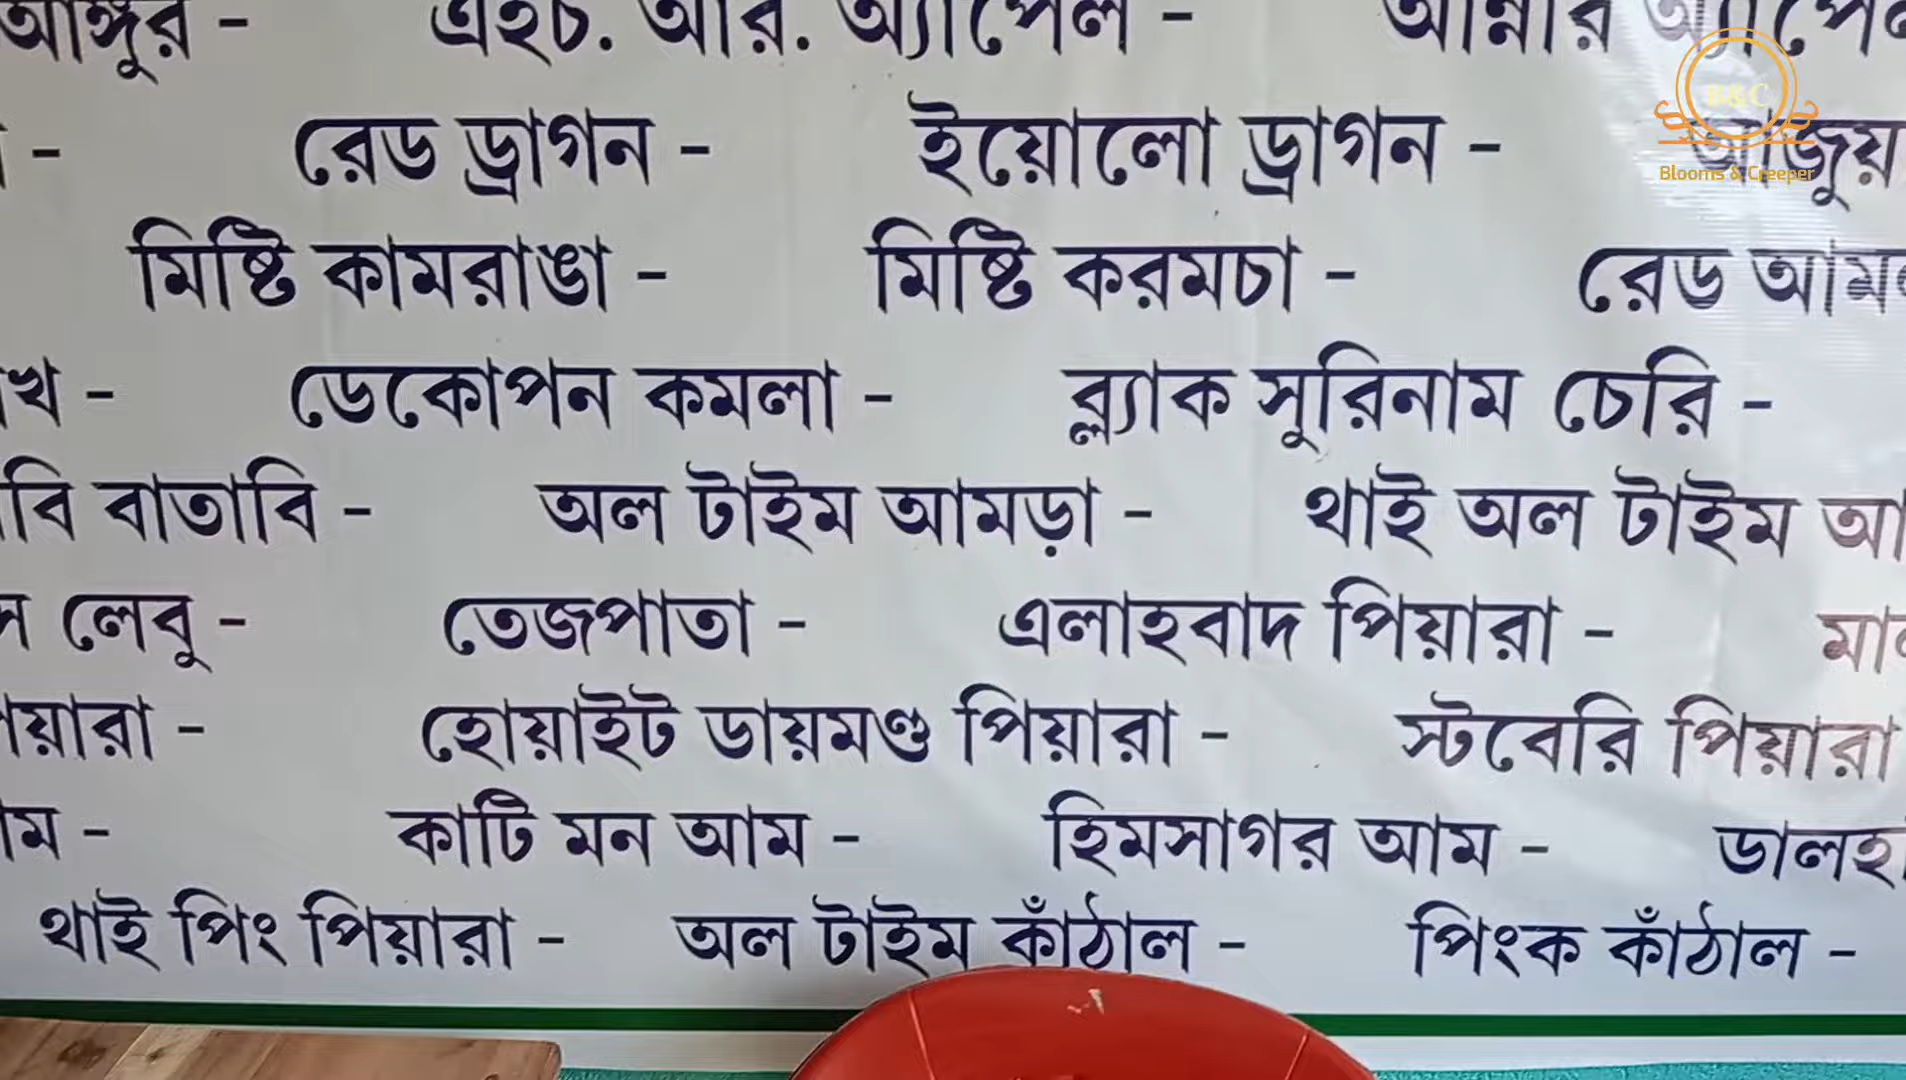 আঙ্গুর - এইচ. আর. অ্যাপেল - আন্নার
- রেড ড্রাগন - ইয়োলো ড্রাগন -
মিষ্টি কামরাঙা - মিষ্টি করমচা - রেড
- ডেকোপন কমলা - ব্ল্যাক সুরিনাম চেরি -
বাতাবি - অল টাইম আমড়া - থাই অল টাইম
লেবু - তেজপাতা - এলাহবাদ পিয়ারা -
- হোয়াইট ডায়মণ্ড পিয়ারা - স্টবেরি পিয়ারা
- কাটি মন আম - হিমসাগর আম -
থাই পিং পিয়ারা - অল টাইম কাঁঠাল - পিংক কাঁঠাল -
B&C
Blooms & Creeper